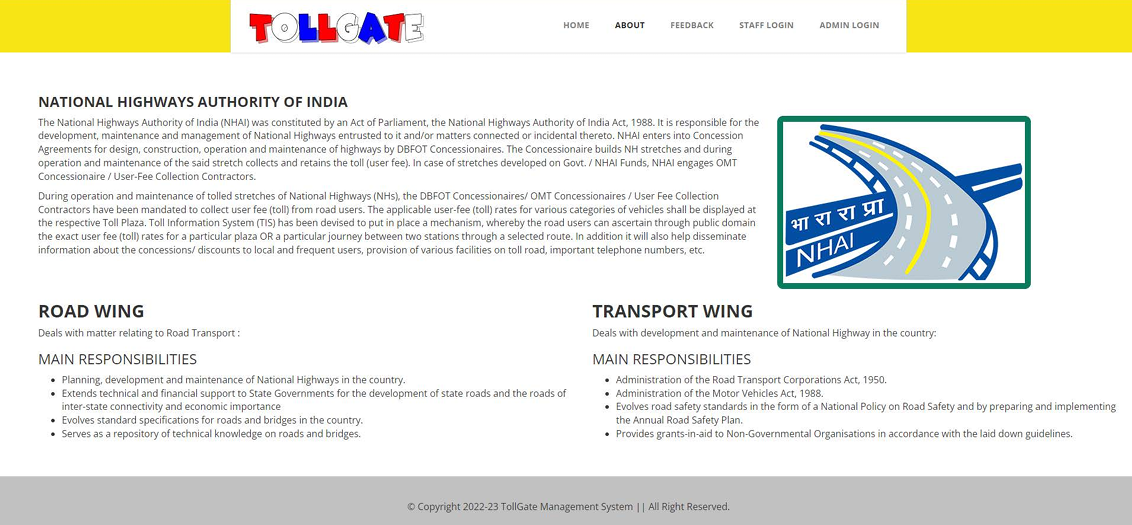 TOLLGATE
HOME
ABOUT
FEEDBACK
STAFF LOGIN
ADMIN LOGIN
NATIONAL HIGHWAYS AUTHORITY OF INDIA
The National Highways Authority of India (NHAI) was constituted by an Act of Parliament, the National Highways Authority of India Act, 1988. It is responsible for the
development, maintenance and management of National Highways entrusted to it and/or matters connected or incidental thereto. NHAI enters into Concession
Agreements for design, construction, operation and maintenance of highways by DBFOT Concessionaires. The Concessionaire builds NH stretches and during
operation and maintenance of the said stretch collects and retains the toll (user fee). In case of stretches developed on Govt. / NHAI Funds, NHAI engages OMT
Concessionaire / User-Fee Collection Contractors.
During operation and maintenance of tolled stretches of National Highways (NHs), the DBFOT Concessionaires/ OMT Concessionaires / User Fee Collection
Contractors have been mandated to collect user fee (toll) from road users. The applicable user-fee (toll) rates for various categories of vehicles shall be displayed at
the respective Toll Plaza. Toll Information System (TIS) has been devised to put in place a mechanism, whereby the road users can ascertain through public domain
the exact user fee (toll) rates for a particular plaza OR a particular journey between two stations through a selected route. In addition it will also help disseminate
information about the concessions/ discounts to local and frequent users, provision of various facilities on toll road, important telephone numbers, etc.
भा रा रा प्रा
NHAI
ROAD WING
Deals with matter relating to Road Transport :
MAIN RESPONSIBILITIES
Planning, development and maintenance of National Highways in the country.
Extends technical and financial support to State Governments for the development of state roads and the roads of
inter-state connectivity and economic importance
Evolves standard specifications for roads and bridges in the country.
Serves as a repository of technical knowledge on roads and bridges.
TRANSPORT WING
Deals with development and maintenance of National Highway in the country:
MAIN RESPONSIBILITIES
Administration of the Road Transport Corporations Act, 1950.
Administration of the Motor Vehicles Act, 1988.
Evolves road safety standards in the form of a National Policy on Road Safety and by preparing and implementing
the Annual Road Safety Plan.
Provides grants-in-aid to Non-Governmental Organisations in accordance with the laid down guidelines.
© Copyright 2022-23 TollGate Management System || All Right Reserved.